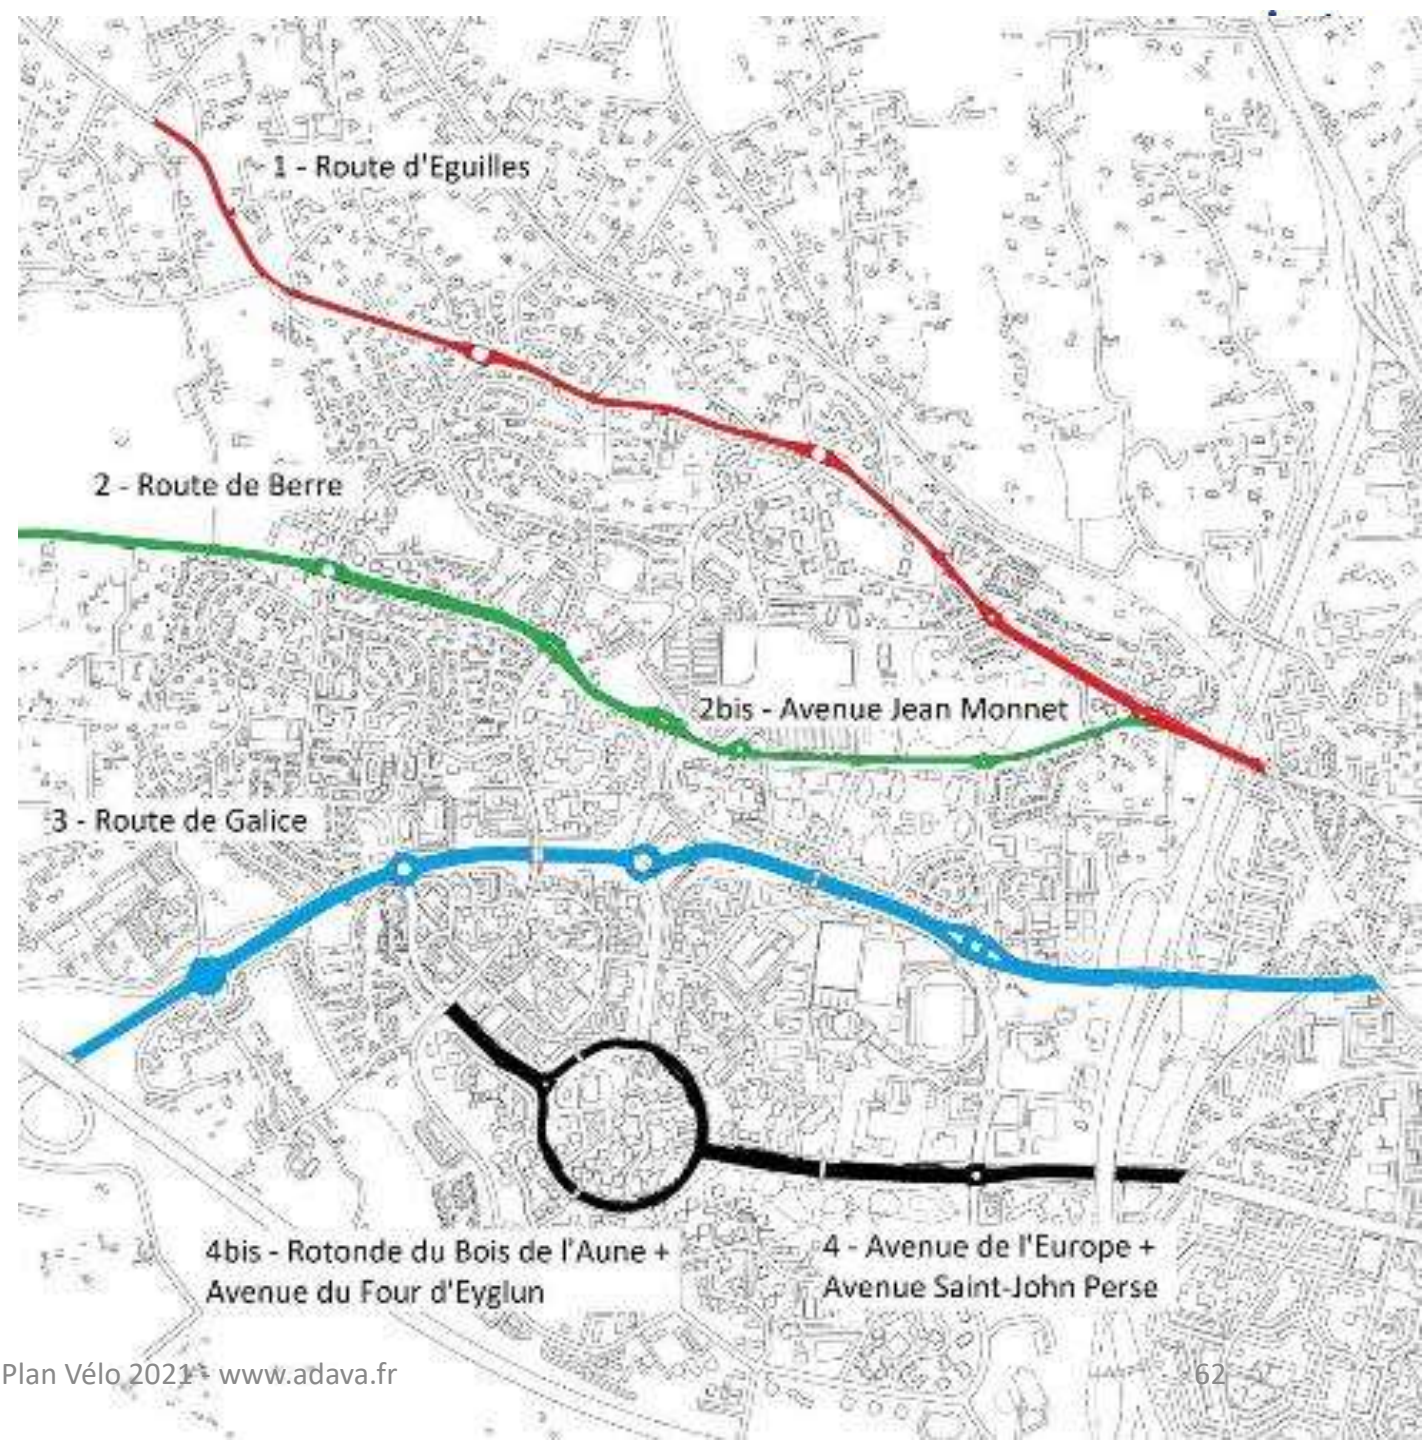 1 - Route d'Eguilles
2 - Route de Berre
2bis - Avenue Jean Monnet
3 - Route de Galice
4bis - Rotonde du Bois de l'Aune +
Avenue du Four d'Eyglun
4 - Avenue de l'Europe +
Avenue Saint-John Perse
Plan Vélo 2021 - www.adava.fr
62